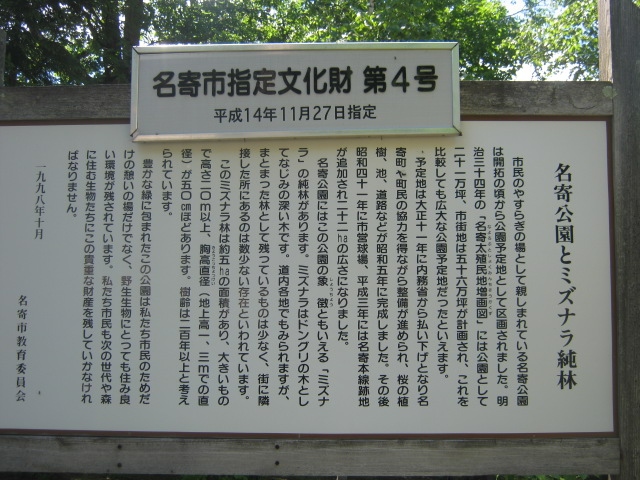 名寄市指定文化財 第4号
平成14年11月27日指定
名寄公園とミズナラ純林
市民のやすらぎの場として親しまれている名寄公園
は開拓の頃から公園予定地として区画されました。明
治三十四年の「名寄太殖民地増画図」には公園として
二十一万坪、市街地は五十六万坪が計画され、これを
比較しても広大な公園予定地だったといえます。
予定地は大正十一年に内務省から払い下げとなり名
寄町や町民の協力を得ながら整備が進められ、桜の植
樹、池、道路などが昭和五年に完成しました。その後
昭和四十一年に市営球場、平成三年には名寄本線跡地
が追加され二十二haの広さになりました。
名寄公園にはこの公園の象徴ともいえる「ミズナ
ラ」の純林があります。ミズナラはドングリの木とし
てなじみの深い木です。道内各地でもみられますが、
まとまった林として残っているものは少なく、街に隣
接した所にあるのは数少ない存在といわれています。
このミズナラ林は約五haの面積があり、大きいもの
で高さ二〇m以上、胸高直径（地上高一、三mでの直
径）が五〇cmほどあります。樹齢は二百年以上と考え
られています。
豊かな緑に包まれたこの公園は私たち市民のためだ
けの憩いの場だけでなく、野生生物にとっても住み良
い環境が残されています。私たち市民も次の世代や森
に住む生物たちにこの貴重な財産を残していかなけれ
ばなりません。
一九九八年十月
名寄市教育委員会